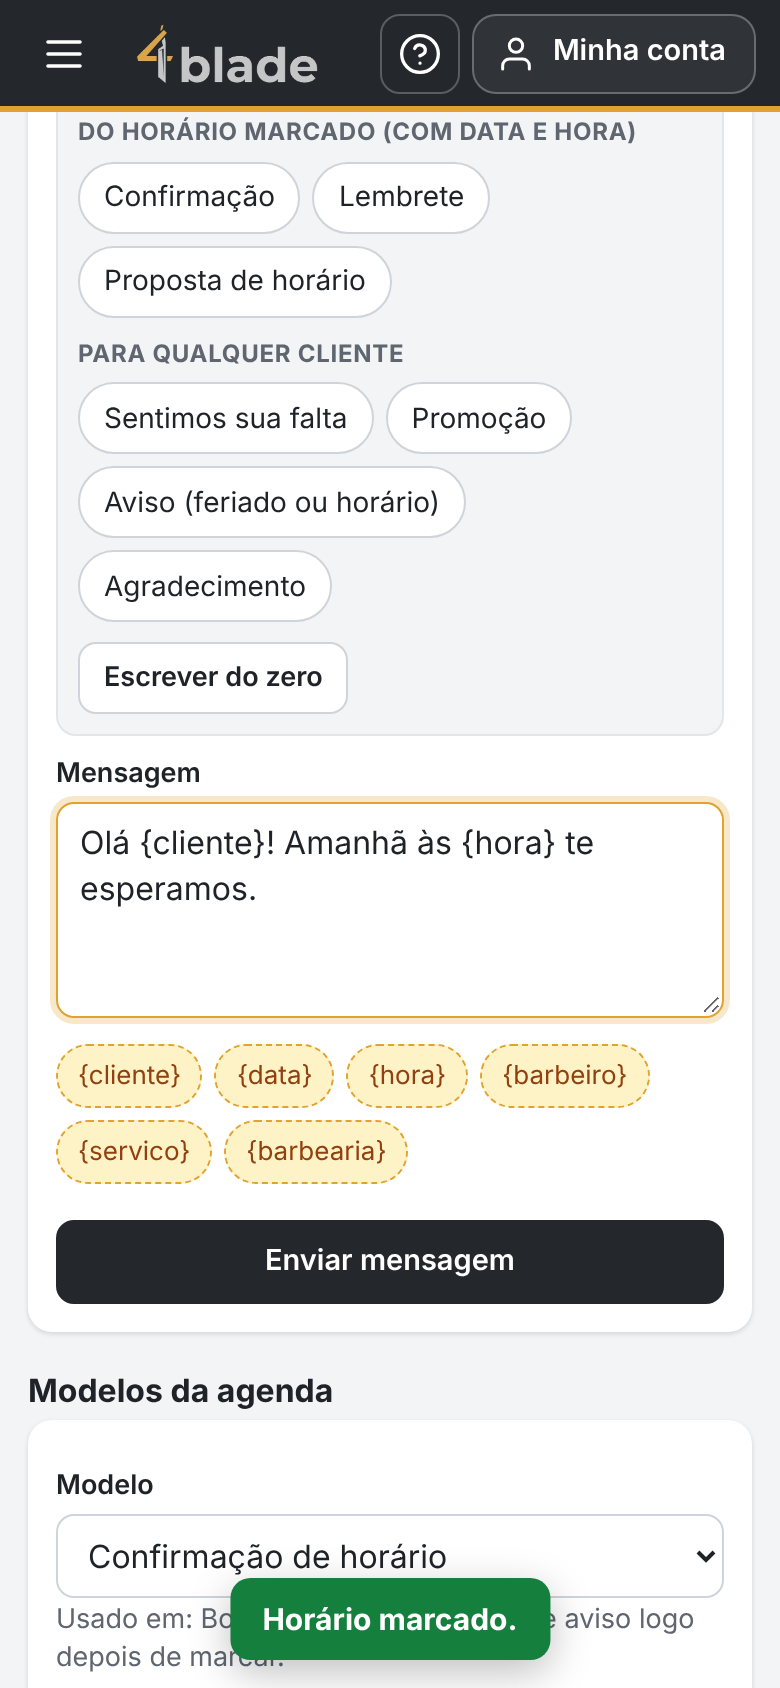 4blade
Minha conta
DO HORÁRIO MARCADO (COM DATA E HORA)
Confirmação
Lembrete
Proposta de horário
PARA QUALQUER CLIENTE
Sentimos sua falta
Promoção
Aviso (feriado ou horário)
Agradecimento
Escrever do zero
Mensagem
Olá {cliente}! Amanhã às {hora} te
esperamos.
{cliente}
{data}
{hora}
{barbeiro}
{servico}
{barbearia}
Enviar mensagem
Modelos da agenda
Modelo
Confirmação de horário
Usado em:
Horário marcado.
aviso logo
depois de marcar.